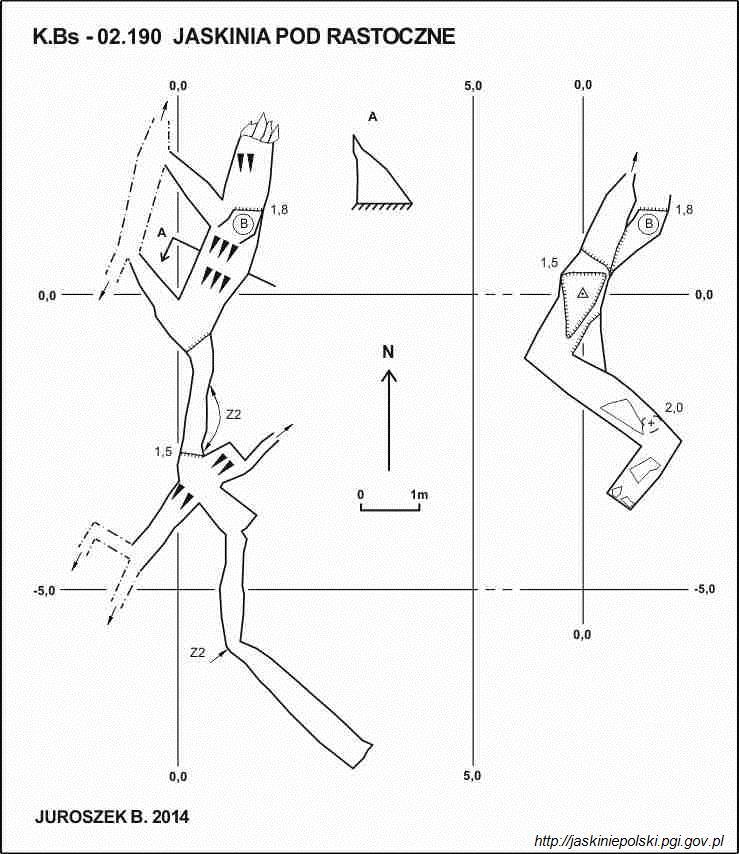 K.Bs - 02.190 JASKINIA POD RASTOCZNE
0,0 5,0 0,0
A
1,8
B
B
1,8
A
1,5
0,0
0,0
N
Z2
2,0
1,5
0 1m
-5,0
-5,0
0,0
Z2
0,0 5,0
JUROSZEK B. 2014
http://jaskiniepolski.pgi.gov.pl